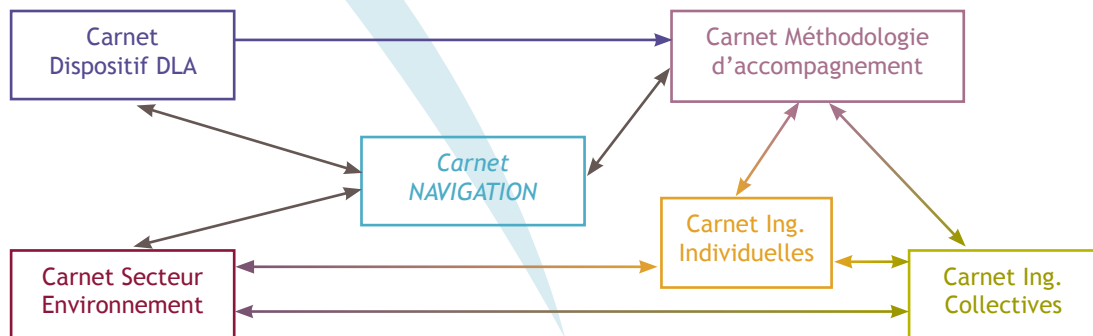 Carnet
Dispositif DLA
Carnet Méthodologie
d’accompagnement
Carnet
NAVIGATION
Carnet Ing.
Individuelles
Carnet Secteur
Environnement
Carnet Ing.
Collectives